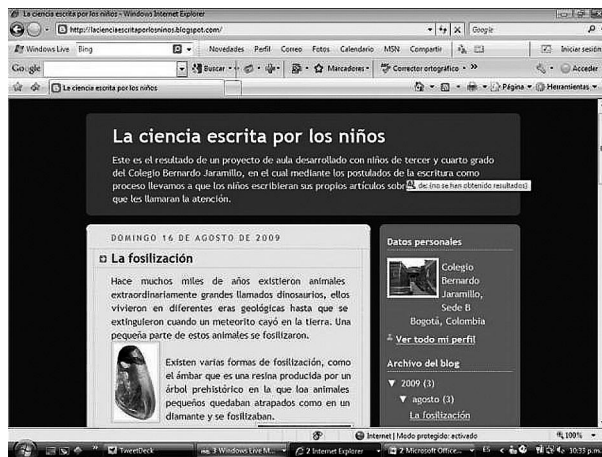 La ciencia escrita por los niños - Windows Internet Explorer
http://lacienciaescritaporlosninos.blogspot.com/
Google
Windows Live Bing Novedades Perfil Correo Fotos Calendario MSN Compartir Iniciar sesión
Google Buscar Marcadores Corrector ortográfico » Acceder
La ciencia escrita por los niños Página Herramientas
La ciencia escrita por los niños
Este es el resultado de un proyecto de aula desarrollado con niños de tercer y cuarto grado
del Colegio Bernardo Jaramillo, en el cual mediante los postulados de la escritura como
proceso llevamos a que los niños escribieran sus propios artículos sobr de: (no se han obtenido resultados)
que les llamaran la atención.
DOMINGO 16 DE AGOSTO DE 2009
La fosilización
Hace muchos miles de años existieron animales
extraordinariamente grandes llamados dinosaurios, ellos
vivieron en diferentes eras geológicas hasta que se
extinguieron cuando un meteorito cayó en la tierra. Una
pequeña parte de estos animales se fosilizaron.
Existen varias formas de fosilización, como
el ámbar que es una resina producida por un
árbol prehistórico en la que loa animales
pequeños quedaban atrapados como en un
diamante y se fosilizaban.
Datos personales
Colegio
Bernardo
Jaramillo,
Sede B
Bogotá, Colombia
Ver todo mi perfil
Archivo del blog
▼ 2009 (3)
▼ agosto (3)
La fosilización
Internet | Modo protegido: activado 100%
TweetDeck 3 Windows Live M... 2 Internet Explorer 2 Microsoft Office... ES 10:33 p.m.